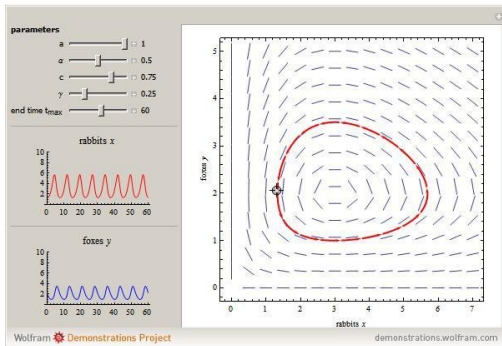 parameters
a 1
α 0.5
c 0.75
γ 0.25
end time tmax 60
rabbits x
10
8
6
4
2
0 10 20 30 40 50 60
foxes y
10
8
6
4
2
0 10 20 30 40 50 60
5
4
3
2
1
0
foxes y
0 1 2 3 4 5 6 7
rabbits x
Wolfram Demonstrations Project
demonstrations.wolfram.com